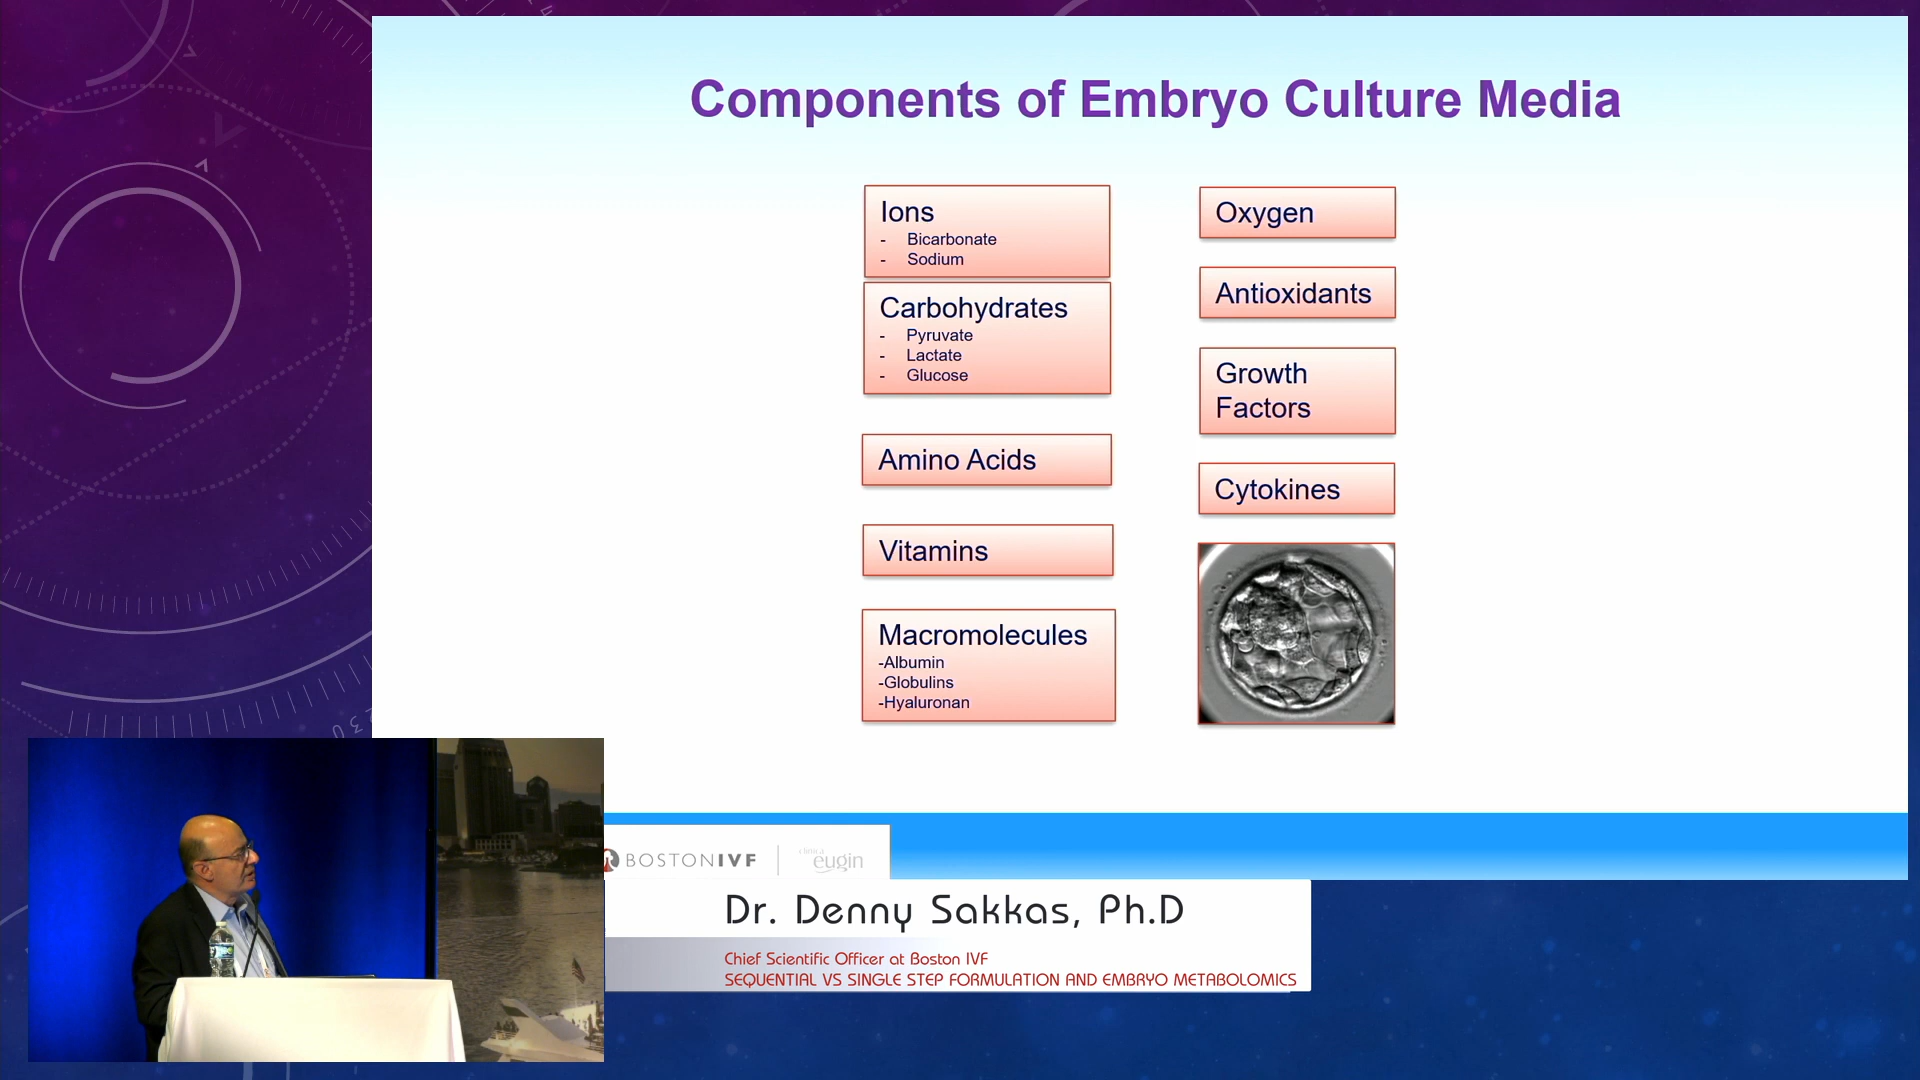 Components of Embryo Culture Media
Ions
- Bicarbonate
- Sodium
Carbohydrates
- Pyruvate
- Lactate
- Glucose
Amino Acids
Vitamins
Macromolecules
-Albumin
-Globulins
-Hyaluronan
Oxygen
Antioxidants
Growth
Factors
Cytokines
BOSTONIVF
clínica
eugin
Dr. Denny Sakkas, Ph.D
Chief Scientific Officer at Boston IVF
SEQUENTIAL VS SINGLE STEP FORMULATION AND EMBRYO METABOLOMICS
230